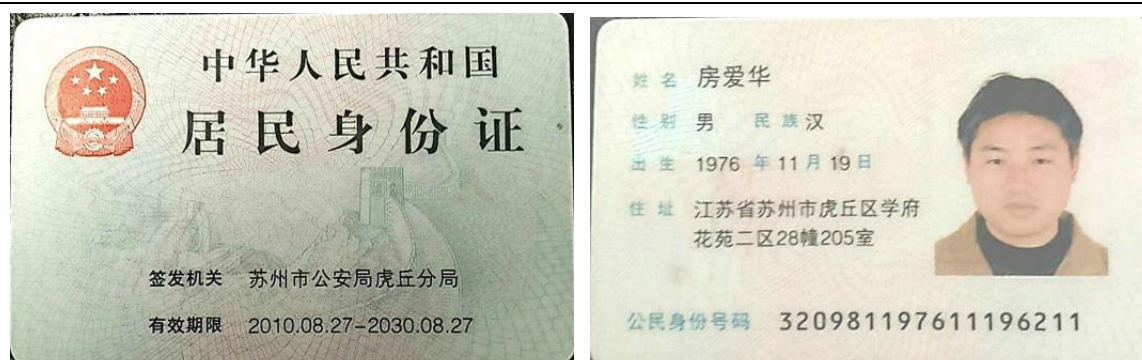 中华人民共和国
居民身份证
签发机关 苏州市公安局虎丘分局
有效期限 2010.08.27-2030.08.27
姓名 房爱华
性别 男 民族 汉
出生 1976 年 11 月 19 日
住址 江苏省苏州市虎丘区学府
花苑二区28幢205室
公民身份号码 320981197611196211